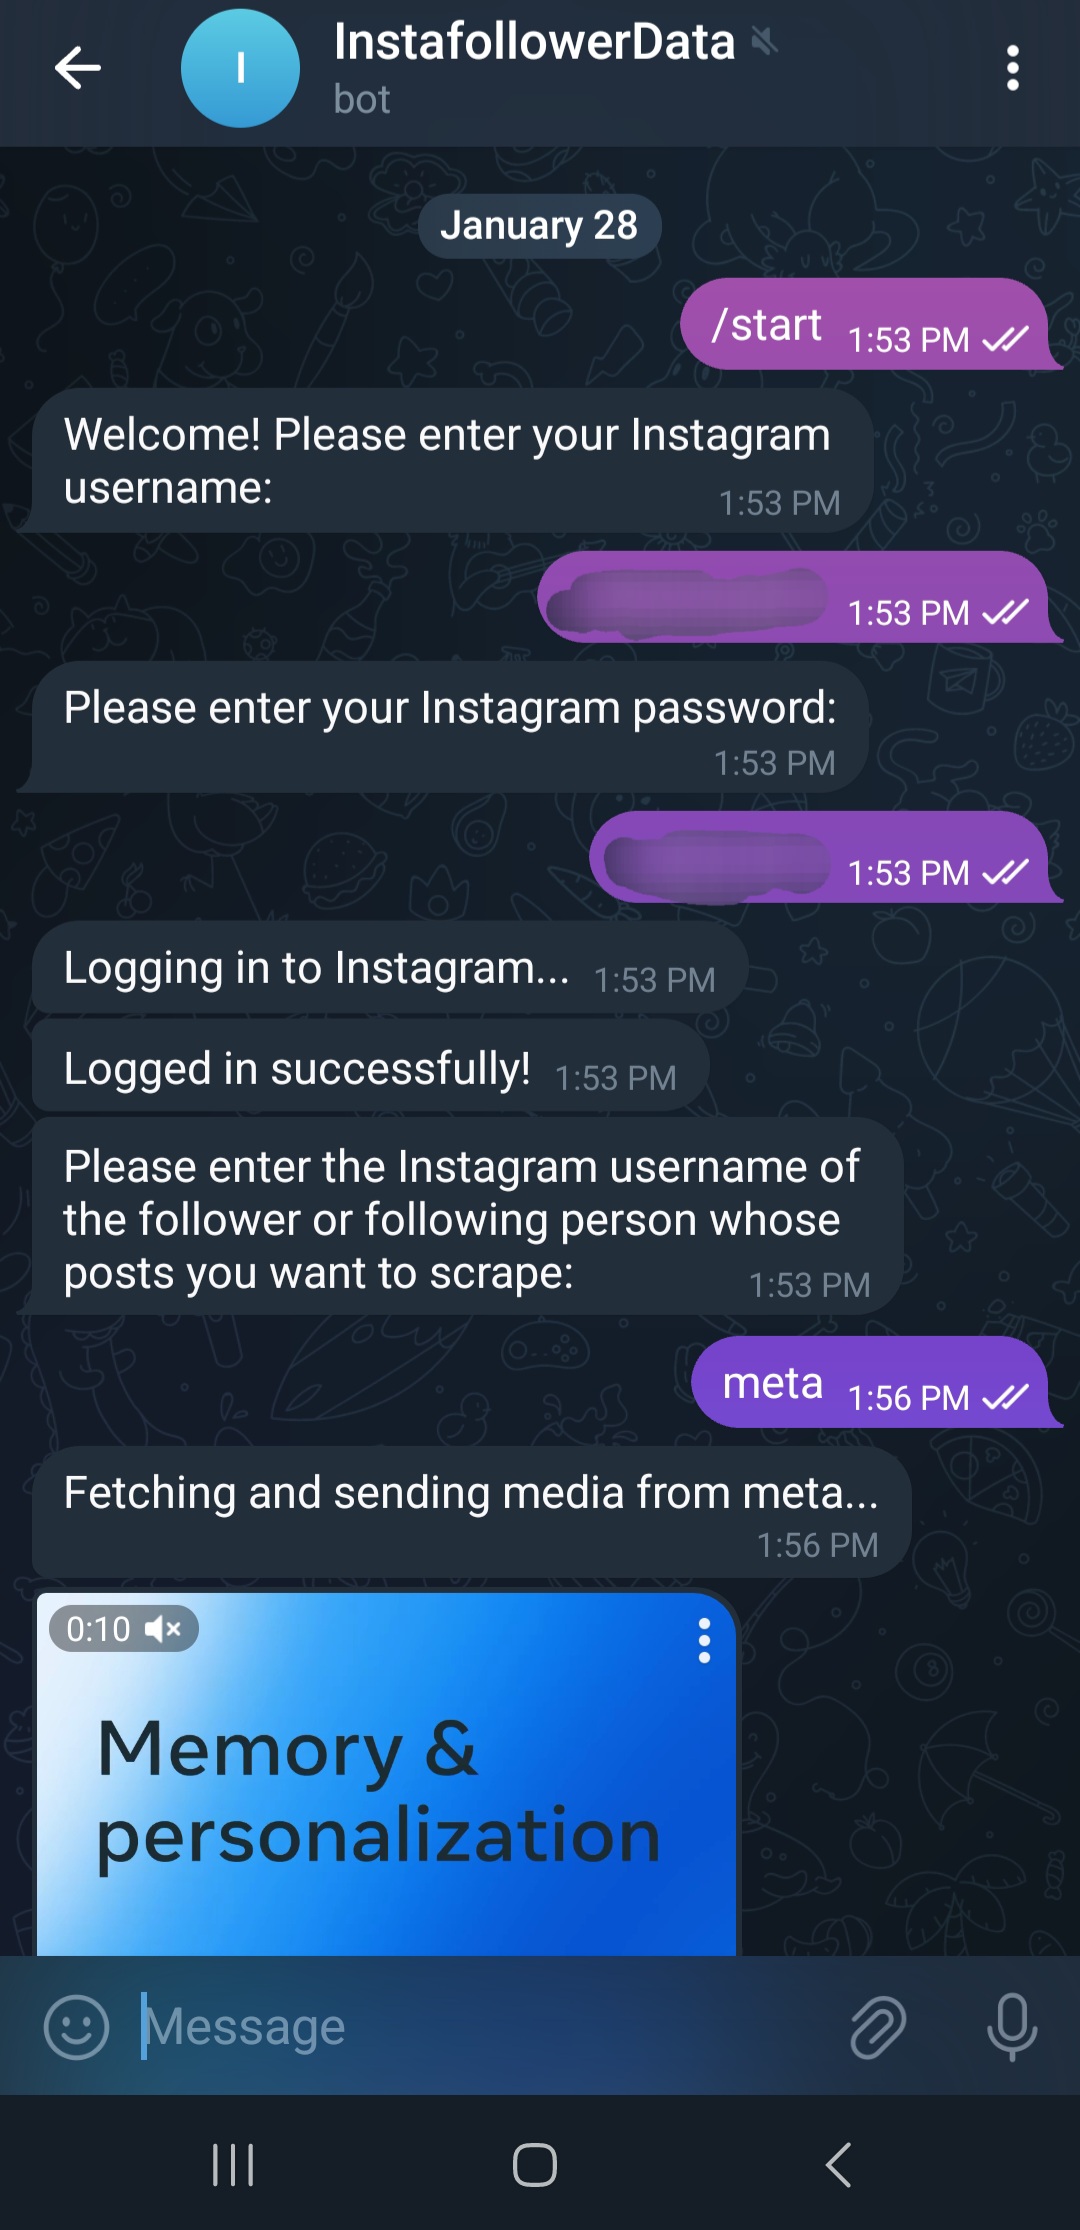 I
InstafollowerData
bot
January 28
/start 1:53 PM
Welcome! Please enter your Instagram
username:
1:53 PM
1:53 PM
Please enter your Instagram password:
1:53 PM
1:53 PM
Logging in to Instagram... 1:53 PM
Logged in successfully! 1:53 PM
Please enter the Instagram username of
the follower or following person whose
posts you want to scrape:
1:53 PM
meta 1:56 PM
Fetching and sending media from meta...
1:56 PM
0:10
Memory &
personalization
Message